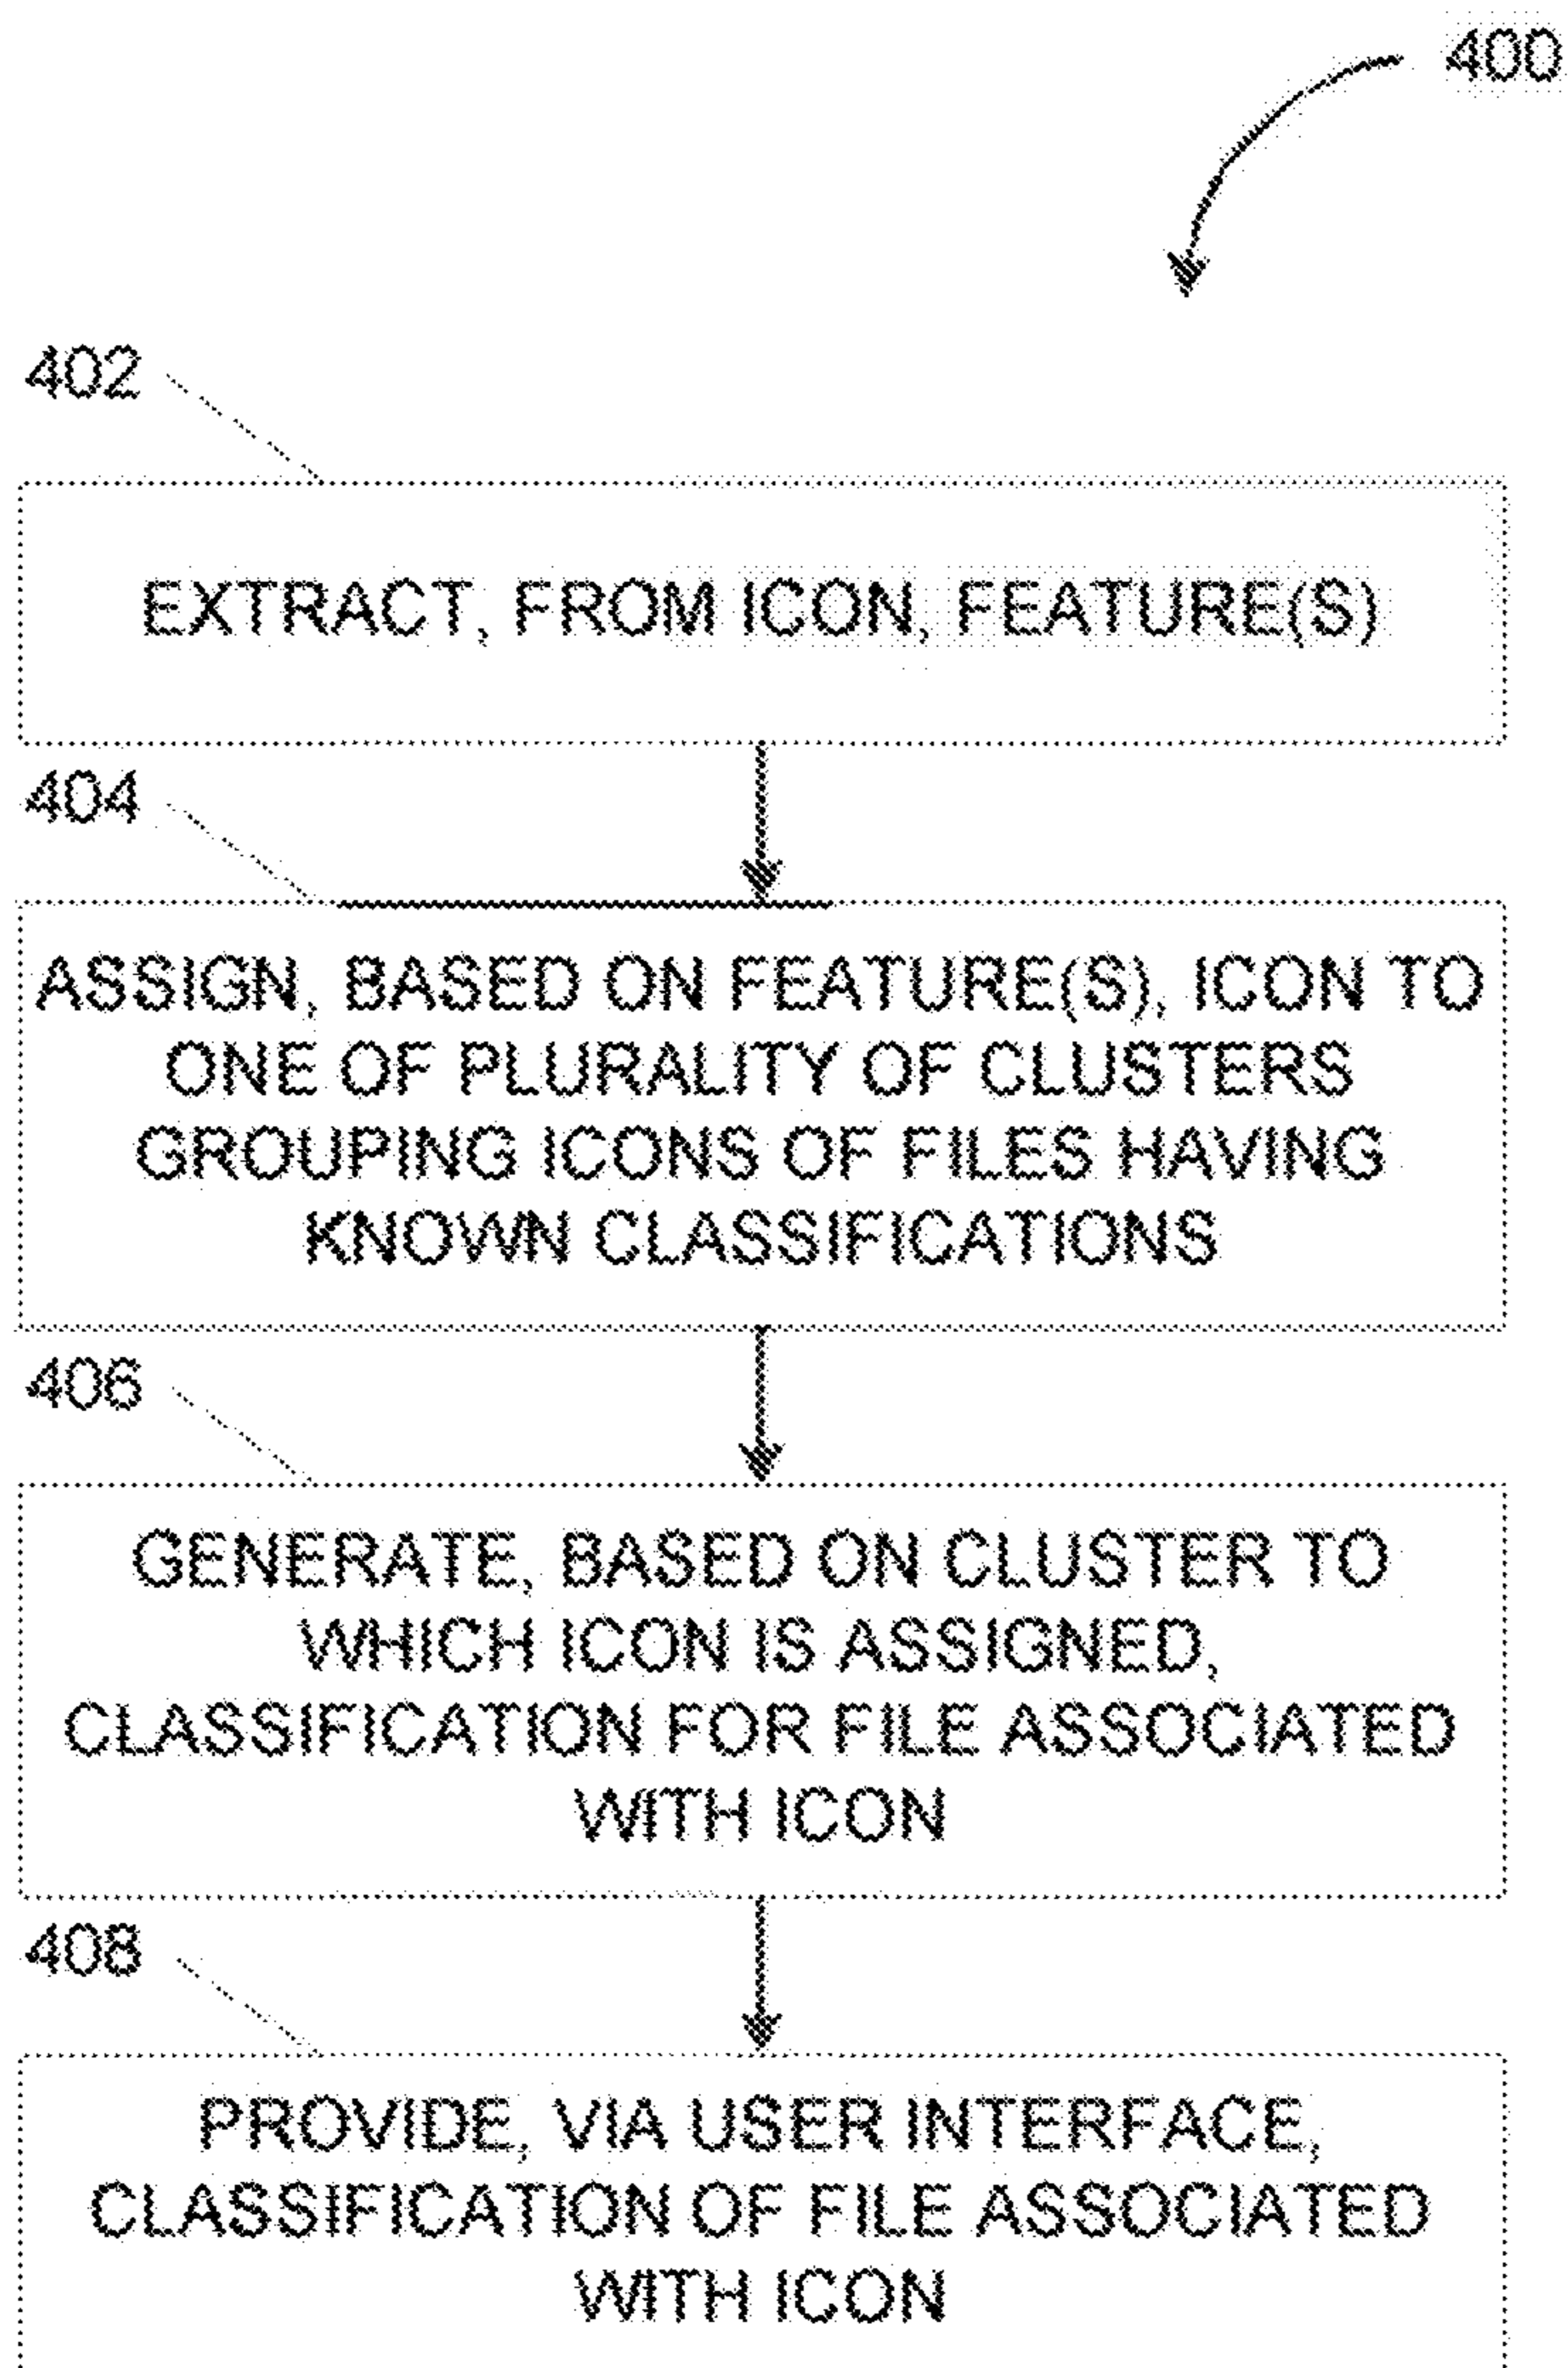 400
402
EXTRACT, FROM ICON, FEATURE(S)
404
ASSIGN, BASED ON FEATURE(S), ICON TO
ONE OF PLURALITY OF CLUSTERS
GROUPING ICONS OF FILES HAVING
KNOWN CLASSIFICATIONS
406
GENERATE, BASED ON CLUSTER TO
WHICH ICON IS ASSIGNED,
CLASSIFICATION FOR FILE ASSOCIATED
WITH ICON
408
PROVIDE, VIA USER INTERFACE,
CLASSIFICATION OF FILE ASSOCIATED
WITH ICON